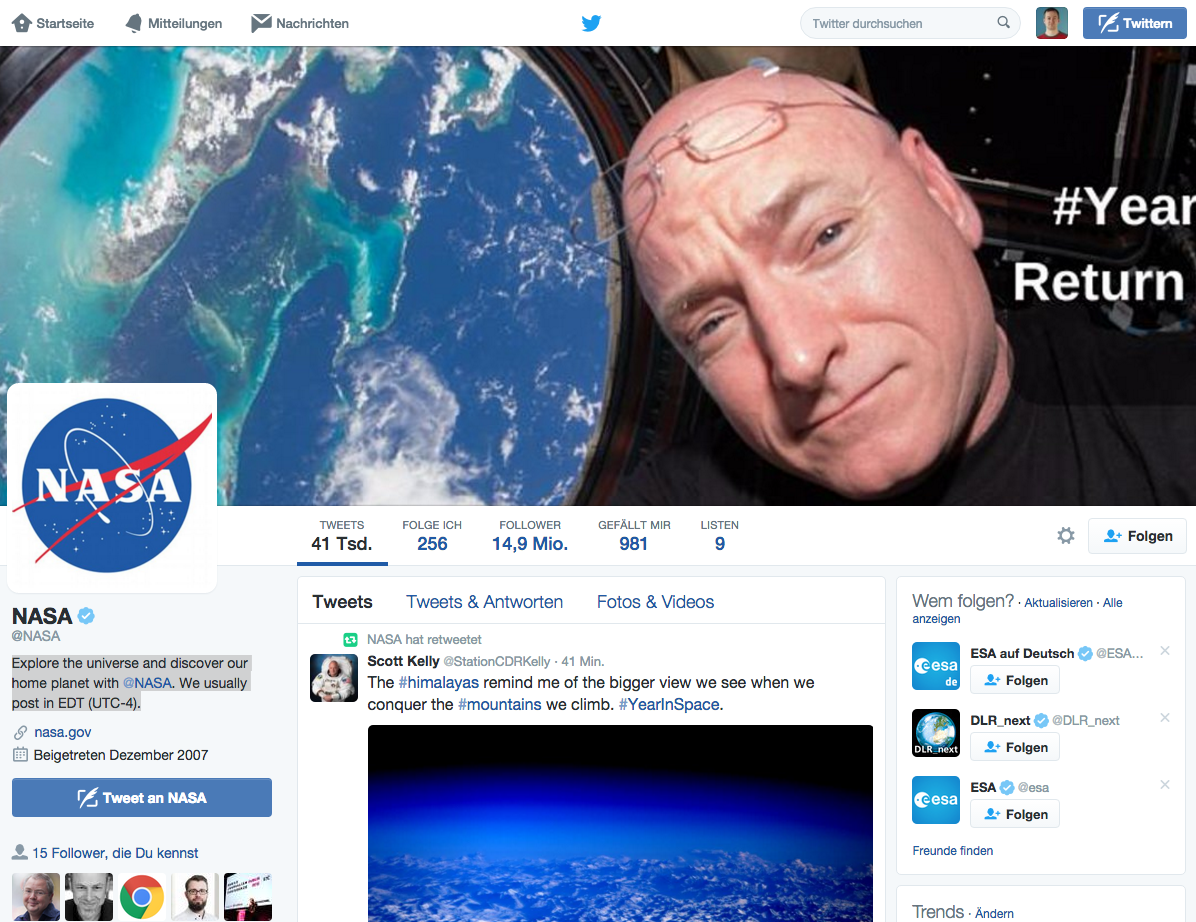 Startseite
Mitteilungen
Nachrichten
Twitter durchsuchen
Twittern
#Year
Return
NASA
TWEETS
41 Tsd.
FOLGE ICH
256
FOLLOWER
14,9 Mio.
GEFÄLLT MIR
981
LISTEN
9
Folgen
NASA
@NASA
Explore the universe and discover our
home planet with @NASA. We usually
post in EDT (UTC-4).
nasa.gov
Beigetreten Dezember 2007
Tweet an NASA
15 Follower, die Du kennst
Tweets
Tweets & Antworten
Fotos & Videos
NASA hat retweetet
Scott Kelly @StationCDRKelly · 41 Min.
The #himalayas remind me of the bigger view we see when we
conquer the #mountains we climb. #YearInSpace.
Wem folgen? · Aktualisieren · Alle
anzeigen
esa
de
ESA auf Deutsch @ESA...
Folgen
DLR_next
DLR_next @DLR_next
Folgen
esa
ESA @esa
Folgen
Freunde finden
Trends · Ändern